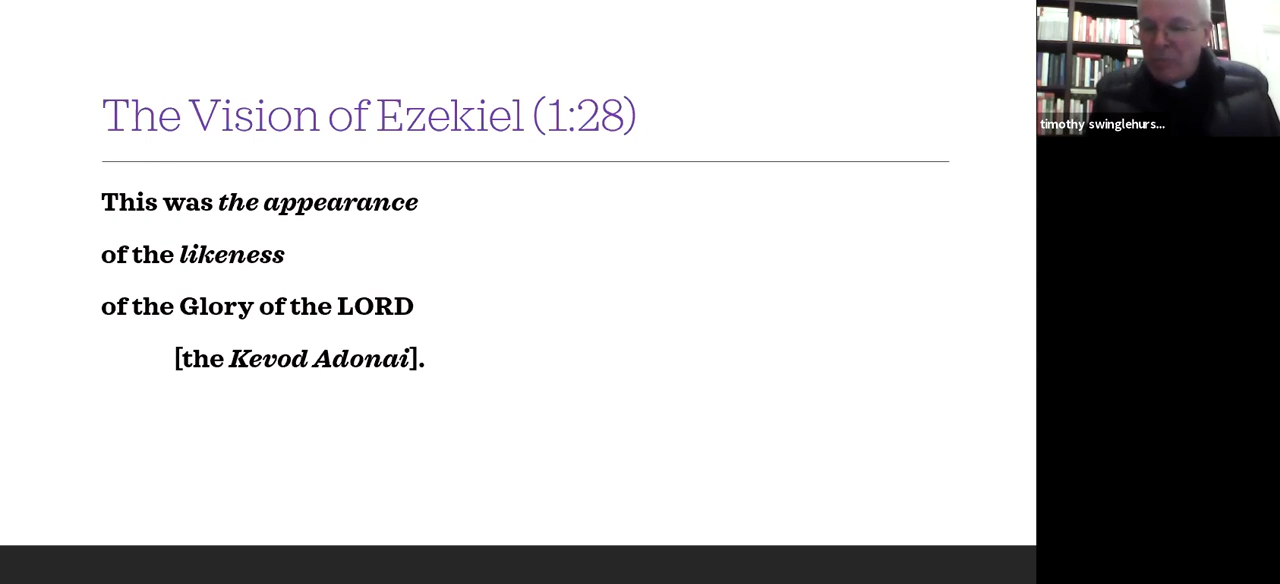 The Vision of Ezekiel (1:28)
This was the appearance
of the likeness
of the Glory of the LORD
[the Kevod Adonai].
timothy swinglehurs...